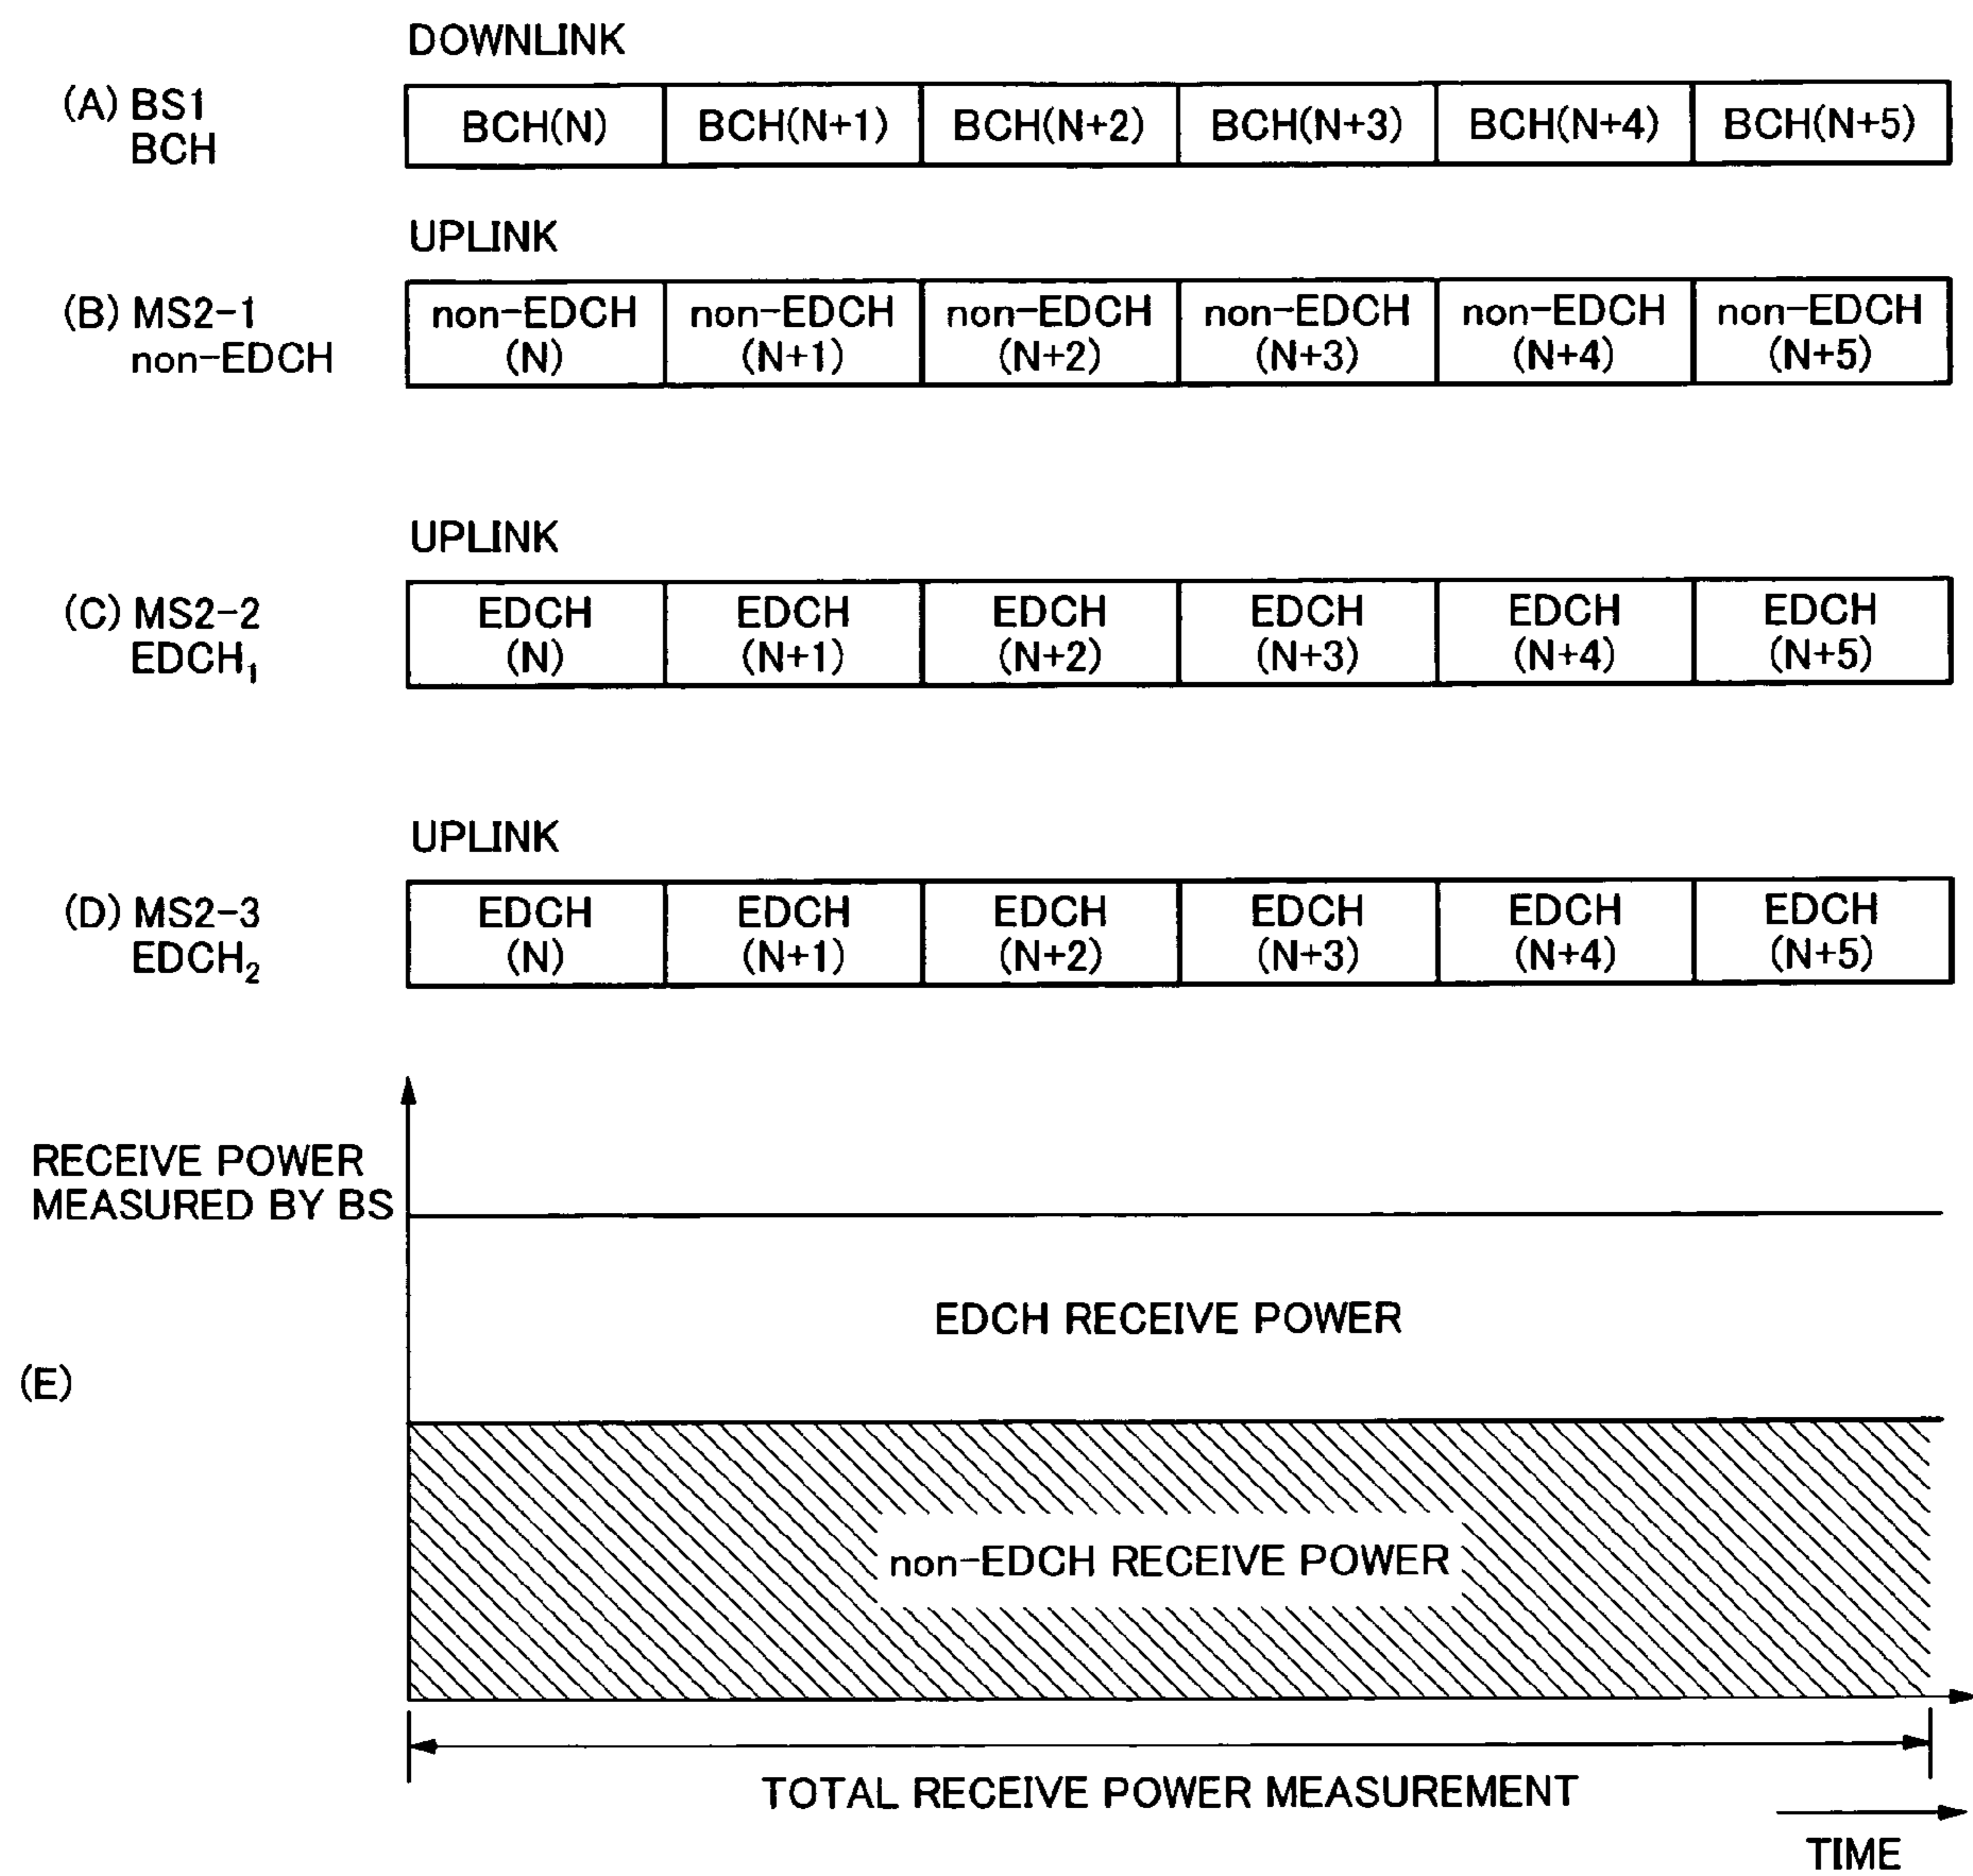 DOWNLINK
(A) BS1
BCH
BCH(N) BCH(N+1) BCH(N+2) BCH(N+3) BCH(N+4) BCH(N+5)
UPLINK
(B) MS2-1
non-EDCH
non-EDCH non-EDCH non-EDCH non-EDCH non-EDCH non-EDCH
(N) (N+1) (N+2) (N+3) (N+4) (N+5)
UPLINK
(C) MS2-2
EDCH₁
EDCH EDCH EDCH EDCH EDCH EDCH
(N) (N+1) (N+2) (N+3) (N+4) (N+5)
UPLINK
(D) MS2-3
EDCH₂
EDCH EDCH EDCH EDCH EDCH EDCH
(N) (N+1) (N+2) (N+3) (N+4) (N+5)
RECEIVE POWER
MEASURED BY BS
EDCH RECEIVE POWER
(E)
non-EDCH RECEIVE POWER
TOTAL RECEIVE POWER MEASUREMENT
TIME